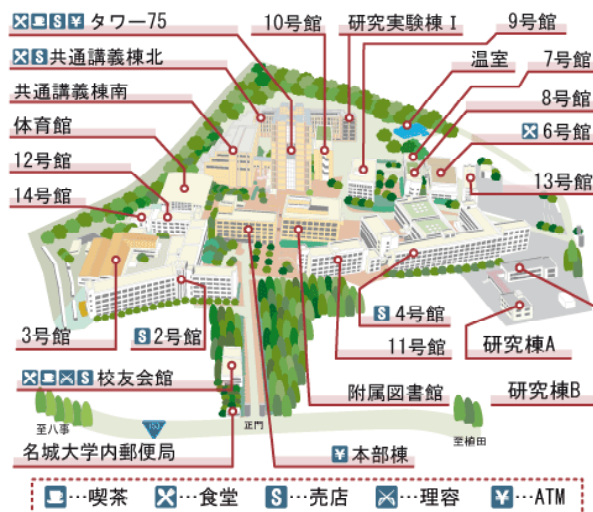 タワー75
10号館
研究実験棟Ⅰ
9号館
S共通講義棟北
温室
7号館
共通講義棟南
8号館
体育館
6号館
12号館
13号館
14号館
3号館
S2号館
S4号館
11号館
研究棟A
S校友会館
附属図書館
研究棟B
至八事
153
正門
至植田
名城大学内郵便局
¥本部棟
…喫茶
…食堂
S…売店
…理容
¥…ATM